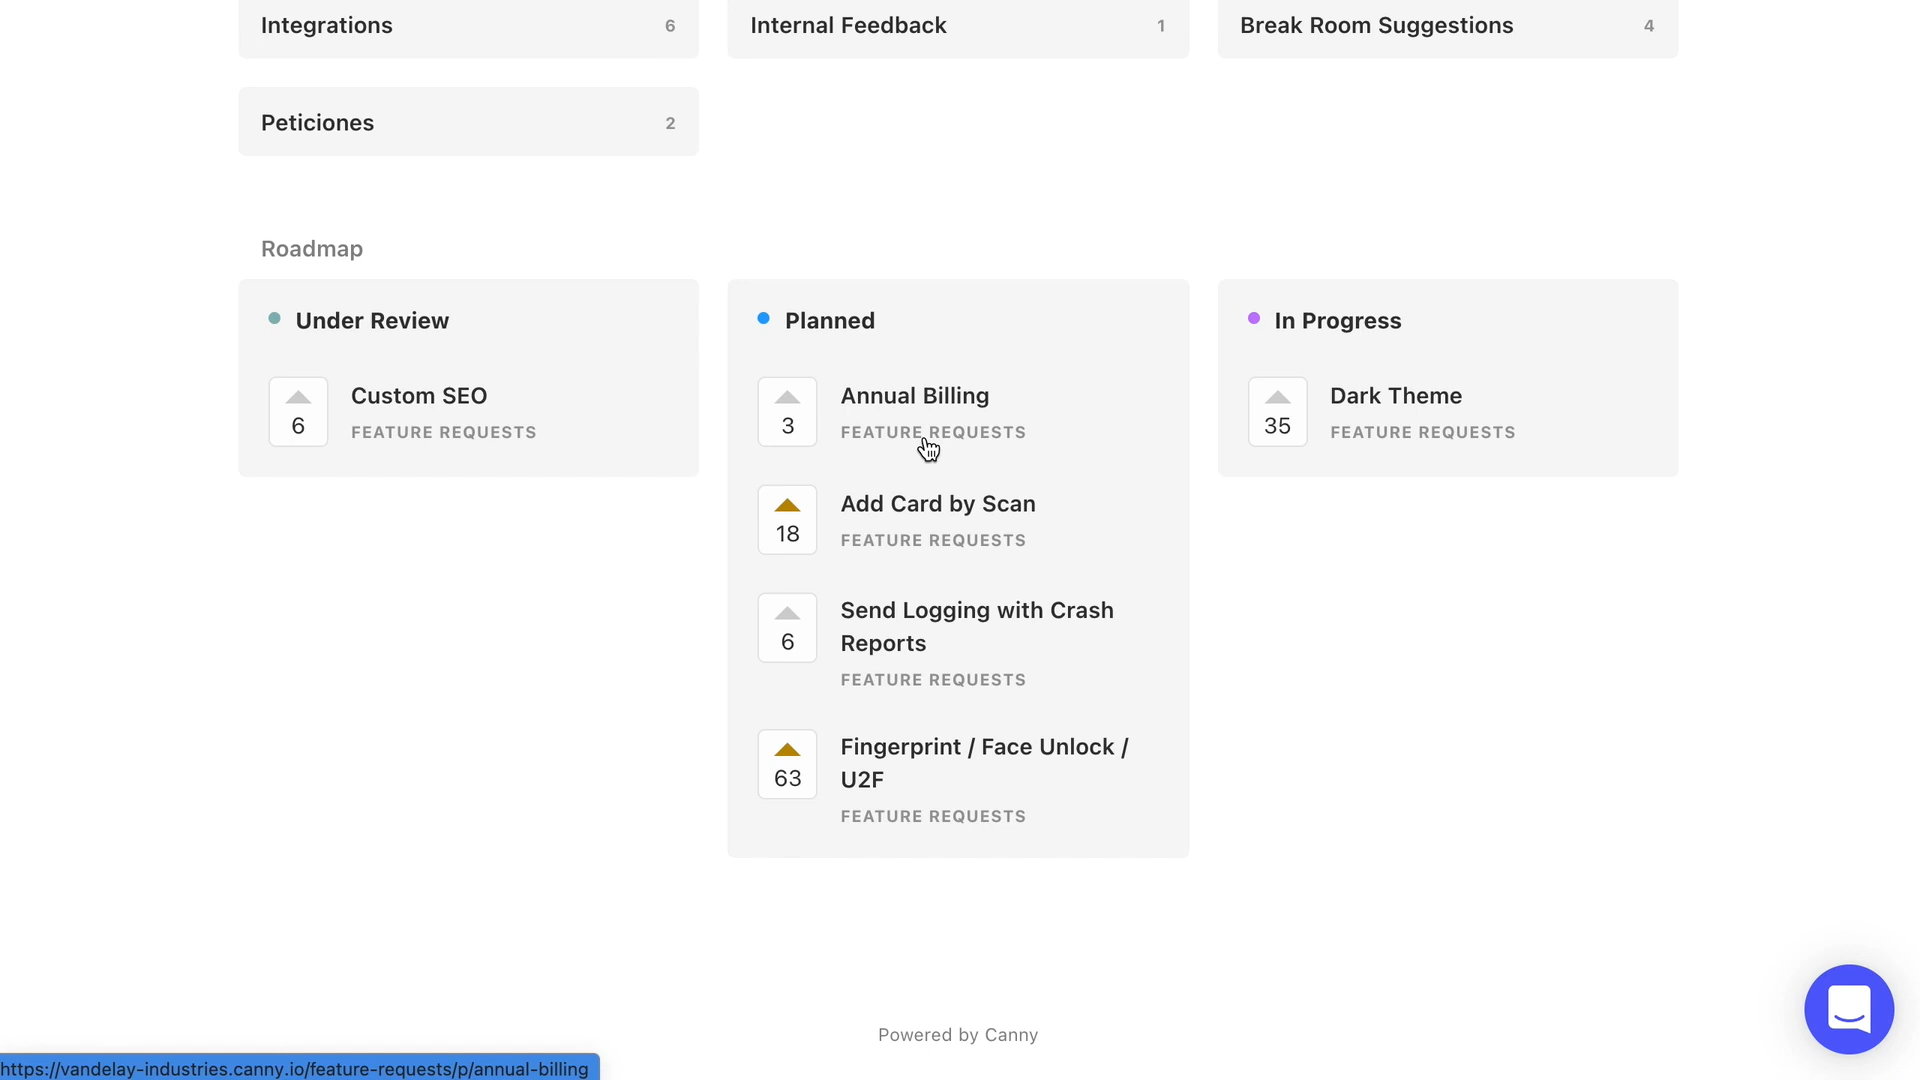 Integrations 6
Internal Feedback 1
Break Room Suggestions 4
Peticiones 2
Roadmap
Under Review
6 Custom SEO
FEATURE REQUESTS
Planned
3 Annual Billing
FEATURE REQUESTS
18 Add Card by Scan
FEATURE REQUESTS
6 Send Logging with Crash
Reports
FEATURE REQUESTS
63 Fingerprint / Face Unlock /
U2F
FEATURE REQUESTS
In Progress
35 Dark Theme
FEATURE REQUESTS
Powered by Canny
https://vandelay-industries.canny.io/feature-requests/p/annual-billing